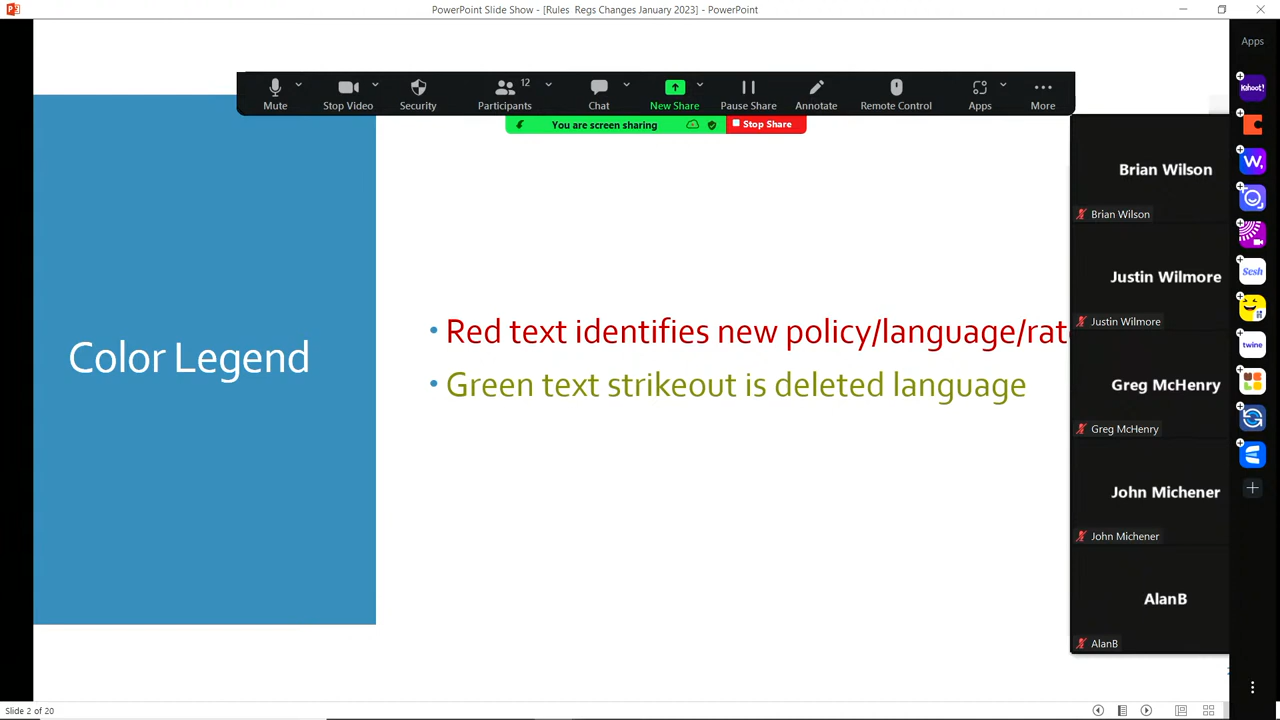 PowerPoint Slide Show - [Rules Regs Changes January 2023] - PowerPoint
Apps
Mute
Stop Video
Security
Participants
12
Chat
New Share
Pause Share
Annotate
Remote Control
Apps
More
You are screen sharing
Stop Share
Kahoot!
Brian Wilson
Brian Wilson
Justin Wilmore
Justin Wilmore
Sesh
twine
Greg McHenry
Greg McHenry
John Michener
John Michener
AlanB
AlanB
Color Legend
• Red text identifies new policy/language/rat
• Green text strikeout is deleted language
Slide 2 of 20